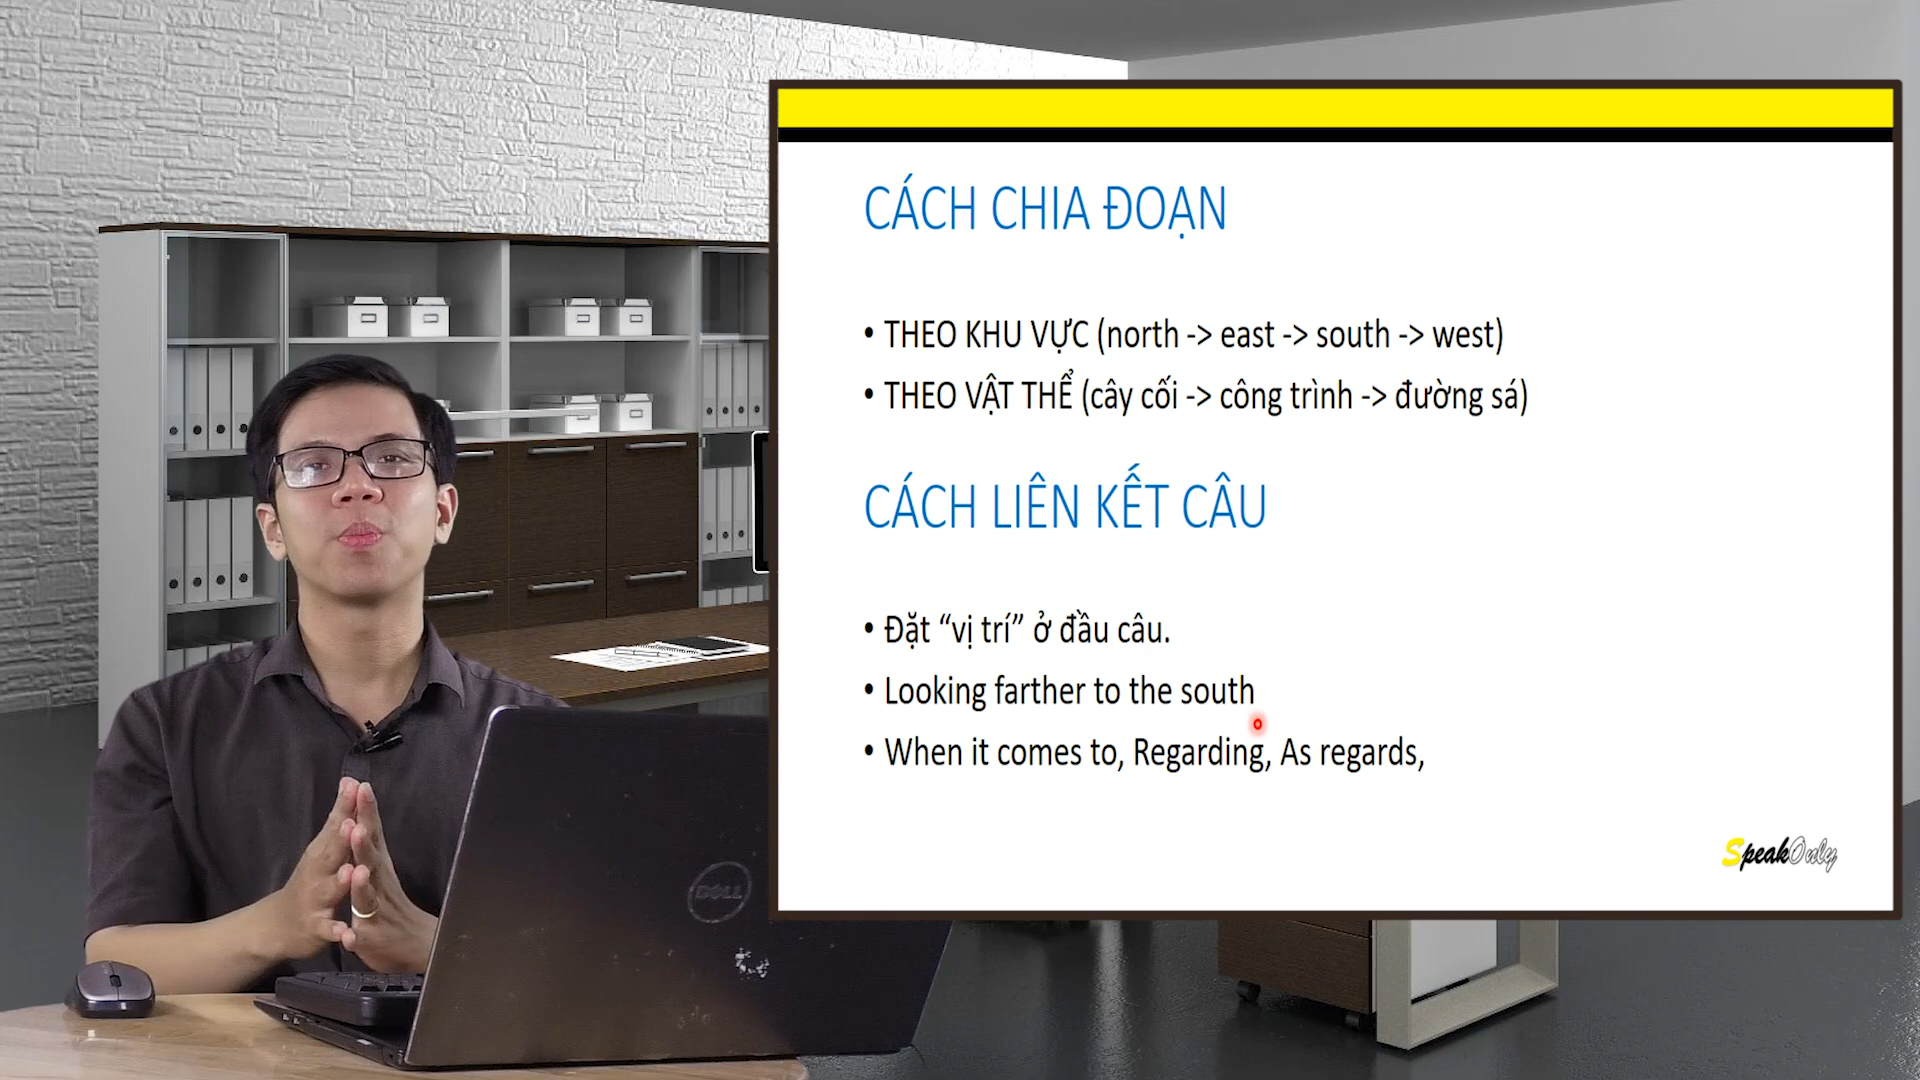 CÁCH CHIA ĐOẠN
• THEO KHU VỰC (north -> east -> south -> west)
• THEO VẬT THỂ (cây cối -> công trình -> đường sá)
CÁCH LIÊN KẾT CÂU
• Đặt “vị trí” ở đầu câu.
• Looking farther to the south
• When it comes to, Regarding, As regards,
SpeakOnly
DELL